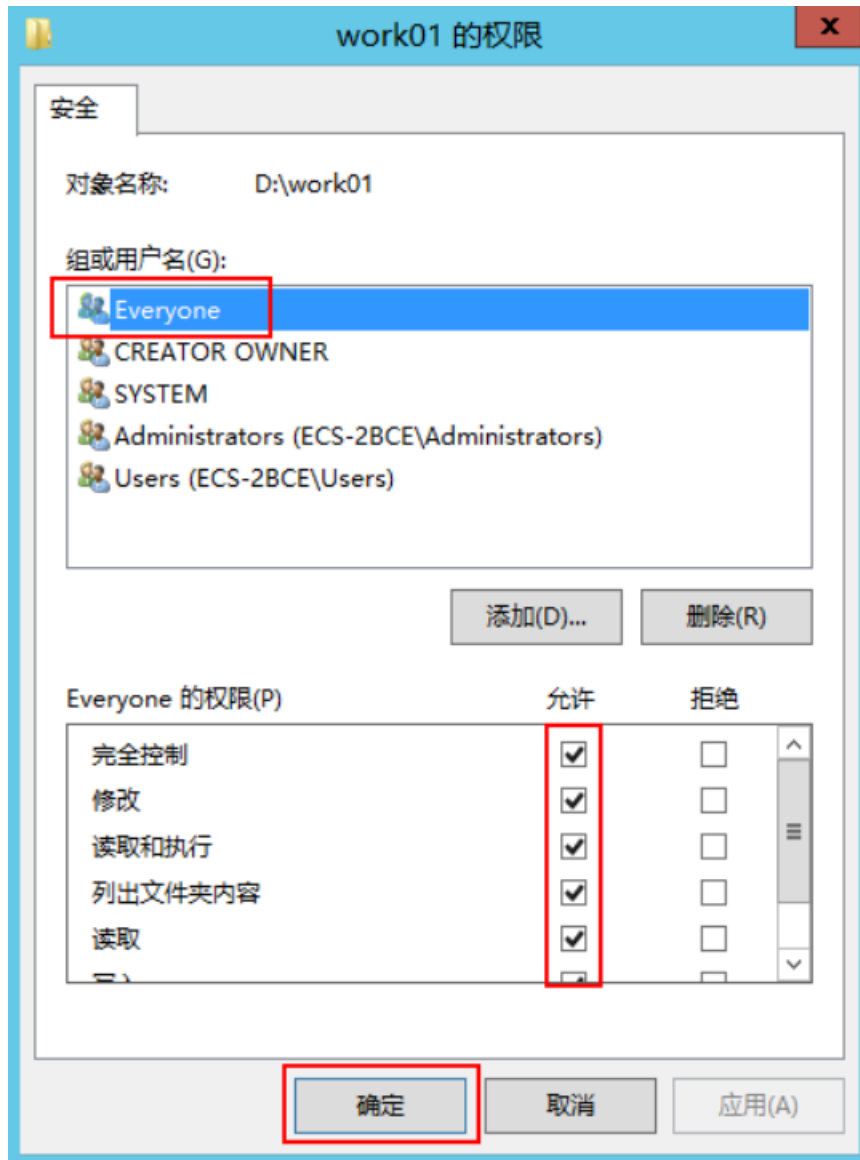 work01 的权限
x
安全
对象名称: D:\work01
组或用户名(G):
Everyone
CREATOR OWNER
SYSTEM
Administrators (ECS-2BCE\Administrators)
Users (ECS-2BCE\Users)
添加(D)... 删除(R)
Everyone 的权限(P) 允许 拒绝
完全控制
修改
读取和执行
列出文件夹内容
读取
确定 取消 应用(A)